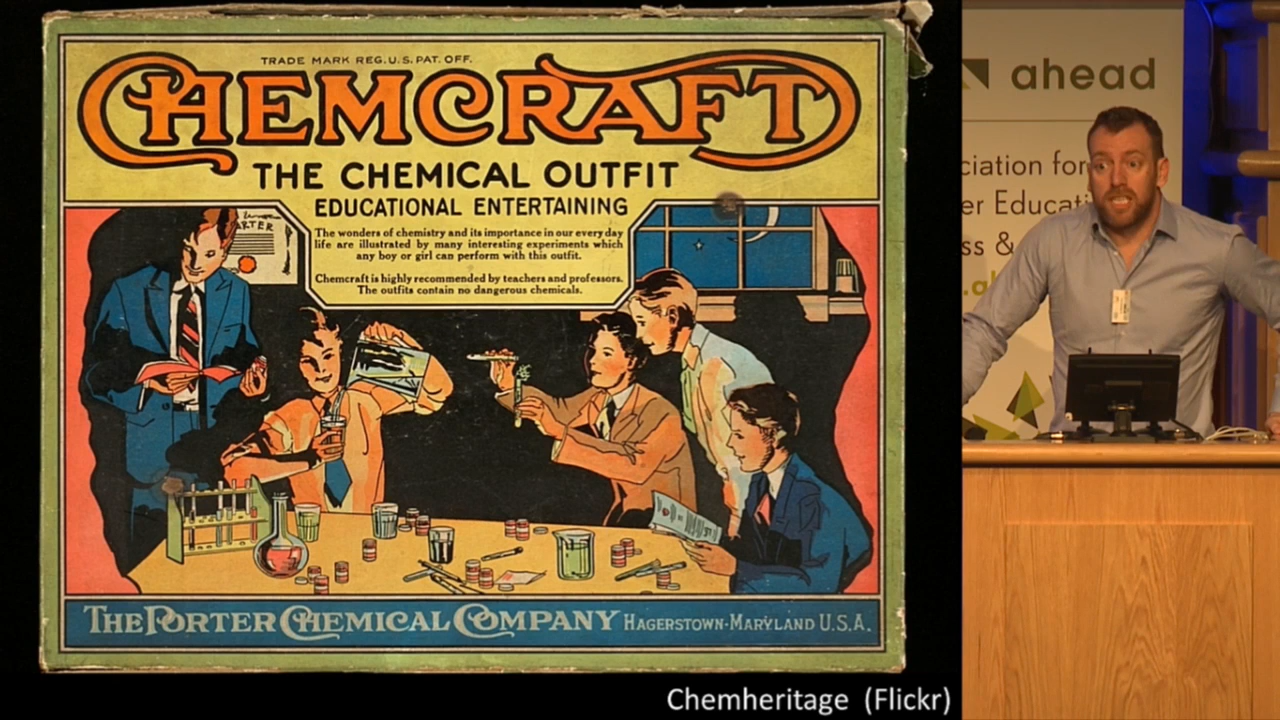 TRADE MARK REG.U.S.PAT. OFF.
CHEMCRAFT
THE CHEMICAL OUTFIT
EDUCATIONAL ENTERTAINING
The wonders of chemistry and its importance in our every day
life are illustrated by many interesting experiments which
any boy or girl can perform with this outfit.
Chemcraft is highly recommended by teachers and professors.
The outfits contain no dangerous chemicals.
RTER
THE PORTER CHEMICAL COMPANY HAGERSTOWN-MARYLAND U.S.A.
Chemheritage (Flickr)
ahead
ciation for
er Educati
ss &
.a